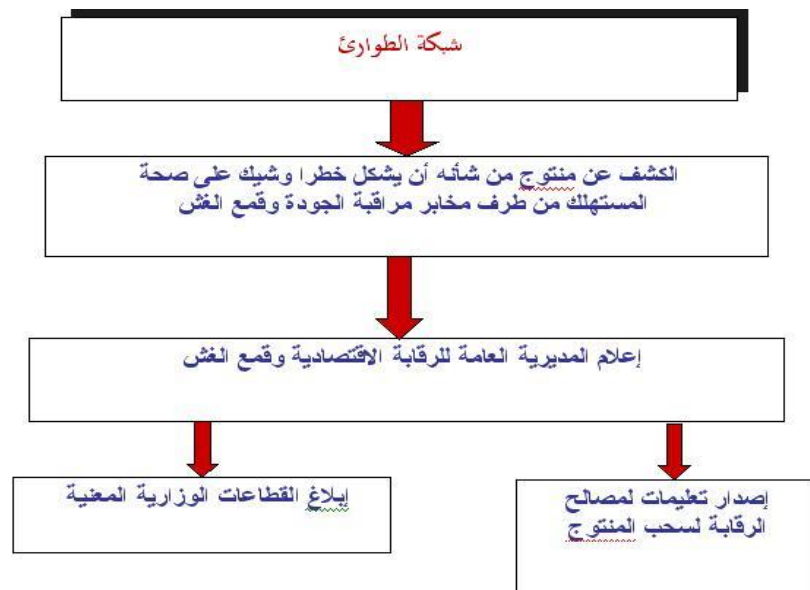 شبكة الطوارئ
الكشف عن منتوج من شأنه أن يشكل خطرا وشيك على صحة
المستهلك من طرف مخابر مراقبة الجودة وقمع الغش
إعلام المديرية العامة للرقابة الاقتصادية وقمع الغش
إصدار تعليمات لمصالح
الرقابة لسحب المنتوج
إبلاغ القطاعات الوزارية المعنية